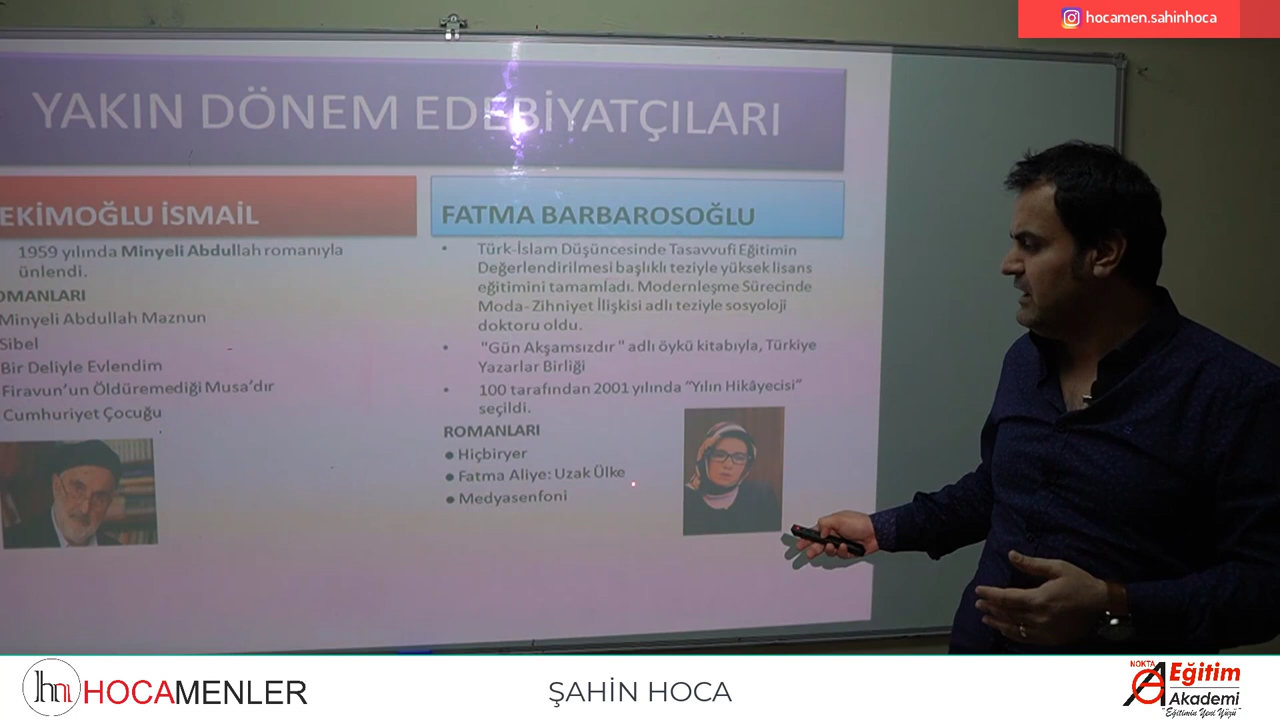 hocamen.sahinhoca
YAKIN DÖNEM EDEBİYATÇILARI
EKİMOĞLU İSMAİL
1959 yılında Minyeli Abdullah romanıyla
ünlendi.
OMANLARI
Minyeli Abdullah Maznun
Sibel
Bir Deliyle Evlendim
Firavun'un Öldüremediği Musa'dır
Cumhuriyet Çocuğu
FATMA BARBAROSOĞLU
• Türk-İslam Düşüncesinde Tasavvufi Eğitimin
Değerlendirilmesi başlıklı teziyle yüksek lisans
eğitimini tamamladı. Modernleşme Sürecinde
Moda- Zihniyet İlişkisi adlı teziyle sosyoloji
doktoru oldu.
• "Gün Akşamsızdır " adlı öykü kitabıyla, Türkiye
Yazarlar Birliği
• 100 tarafından 2001 yılında “Yılın Hikâyecisi”
seçildi.
ROMANLARI
● Hiçbiryer
● Fatma Aliye: Uzak Ülke
● Medyasenfoni
hm HOCAMENLER
ŞAHİN HOCA
NOKTA
A Eğitim
Akademi
"Eğitimin Yeni Yüzü"